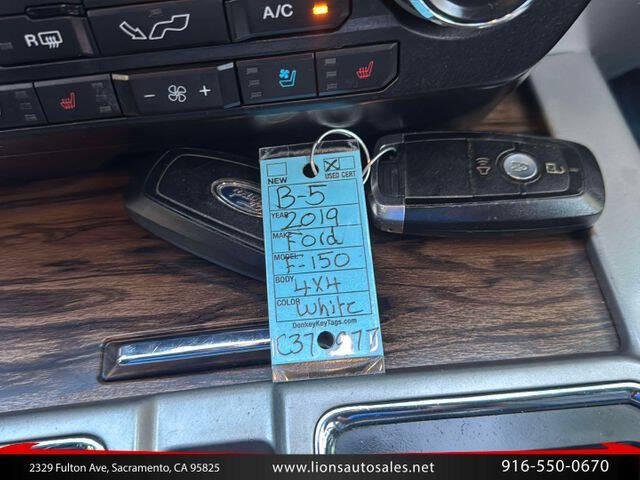 A/C
R
NEW
USED CERT
B-5
YEAR 2019
MAKE Ford
MODEL F-150
BODY 4X4
COLOR White
DonkeyKeyTags.com
2329 Fulton Ave, Sacramento, CA 95825
www.lionsautosales.net
916-550-0670